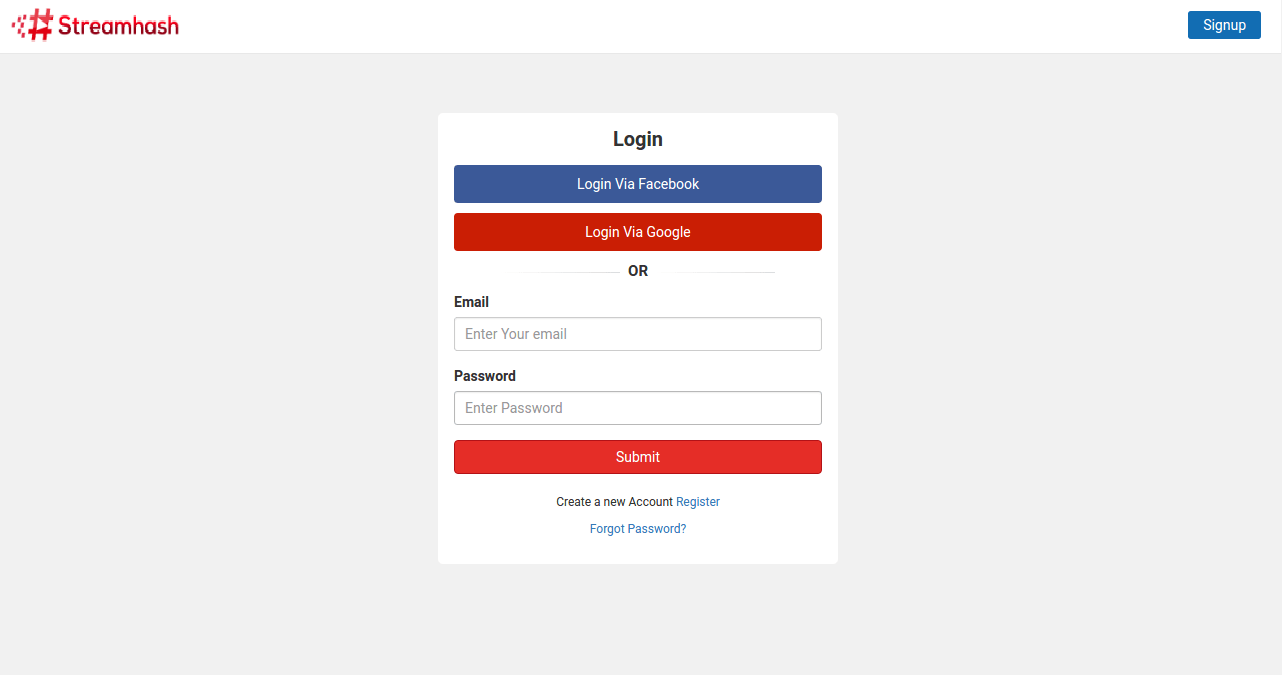 Streamhash
Signup
Login
Login Via Facebook
Login Via Google
OR
Email
Enter Your email
Password
Enter Password
Submit
Create a new Account Register
Forgot Password?